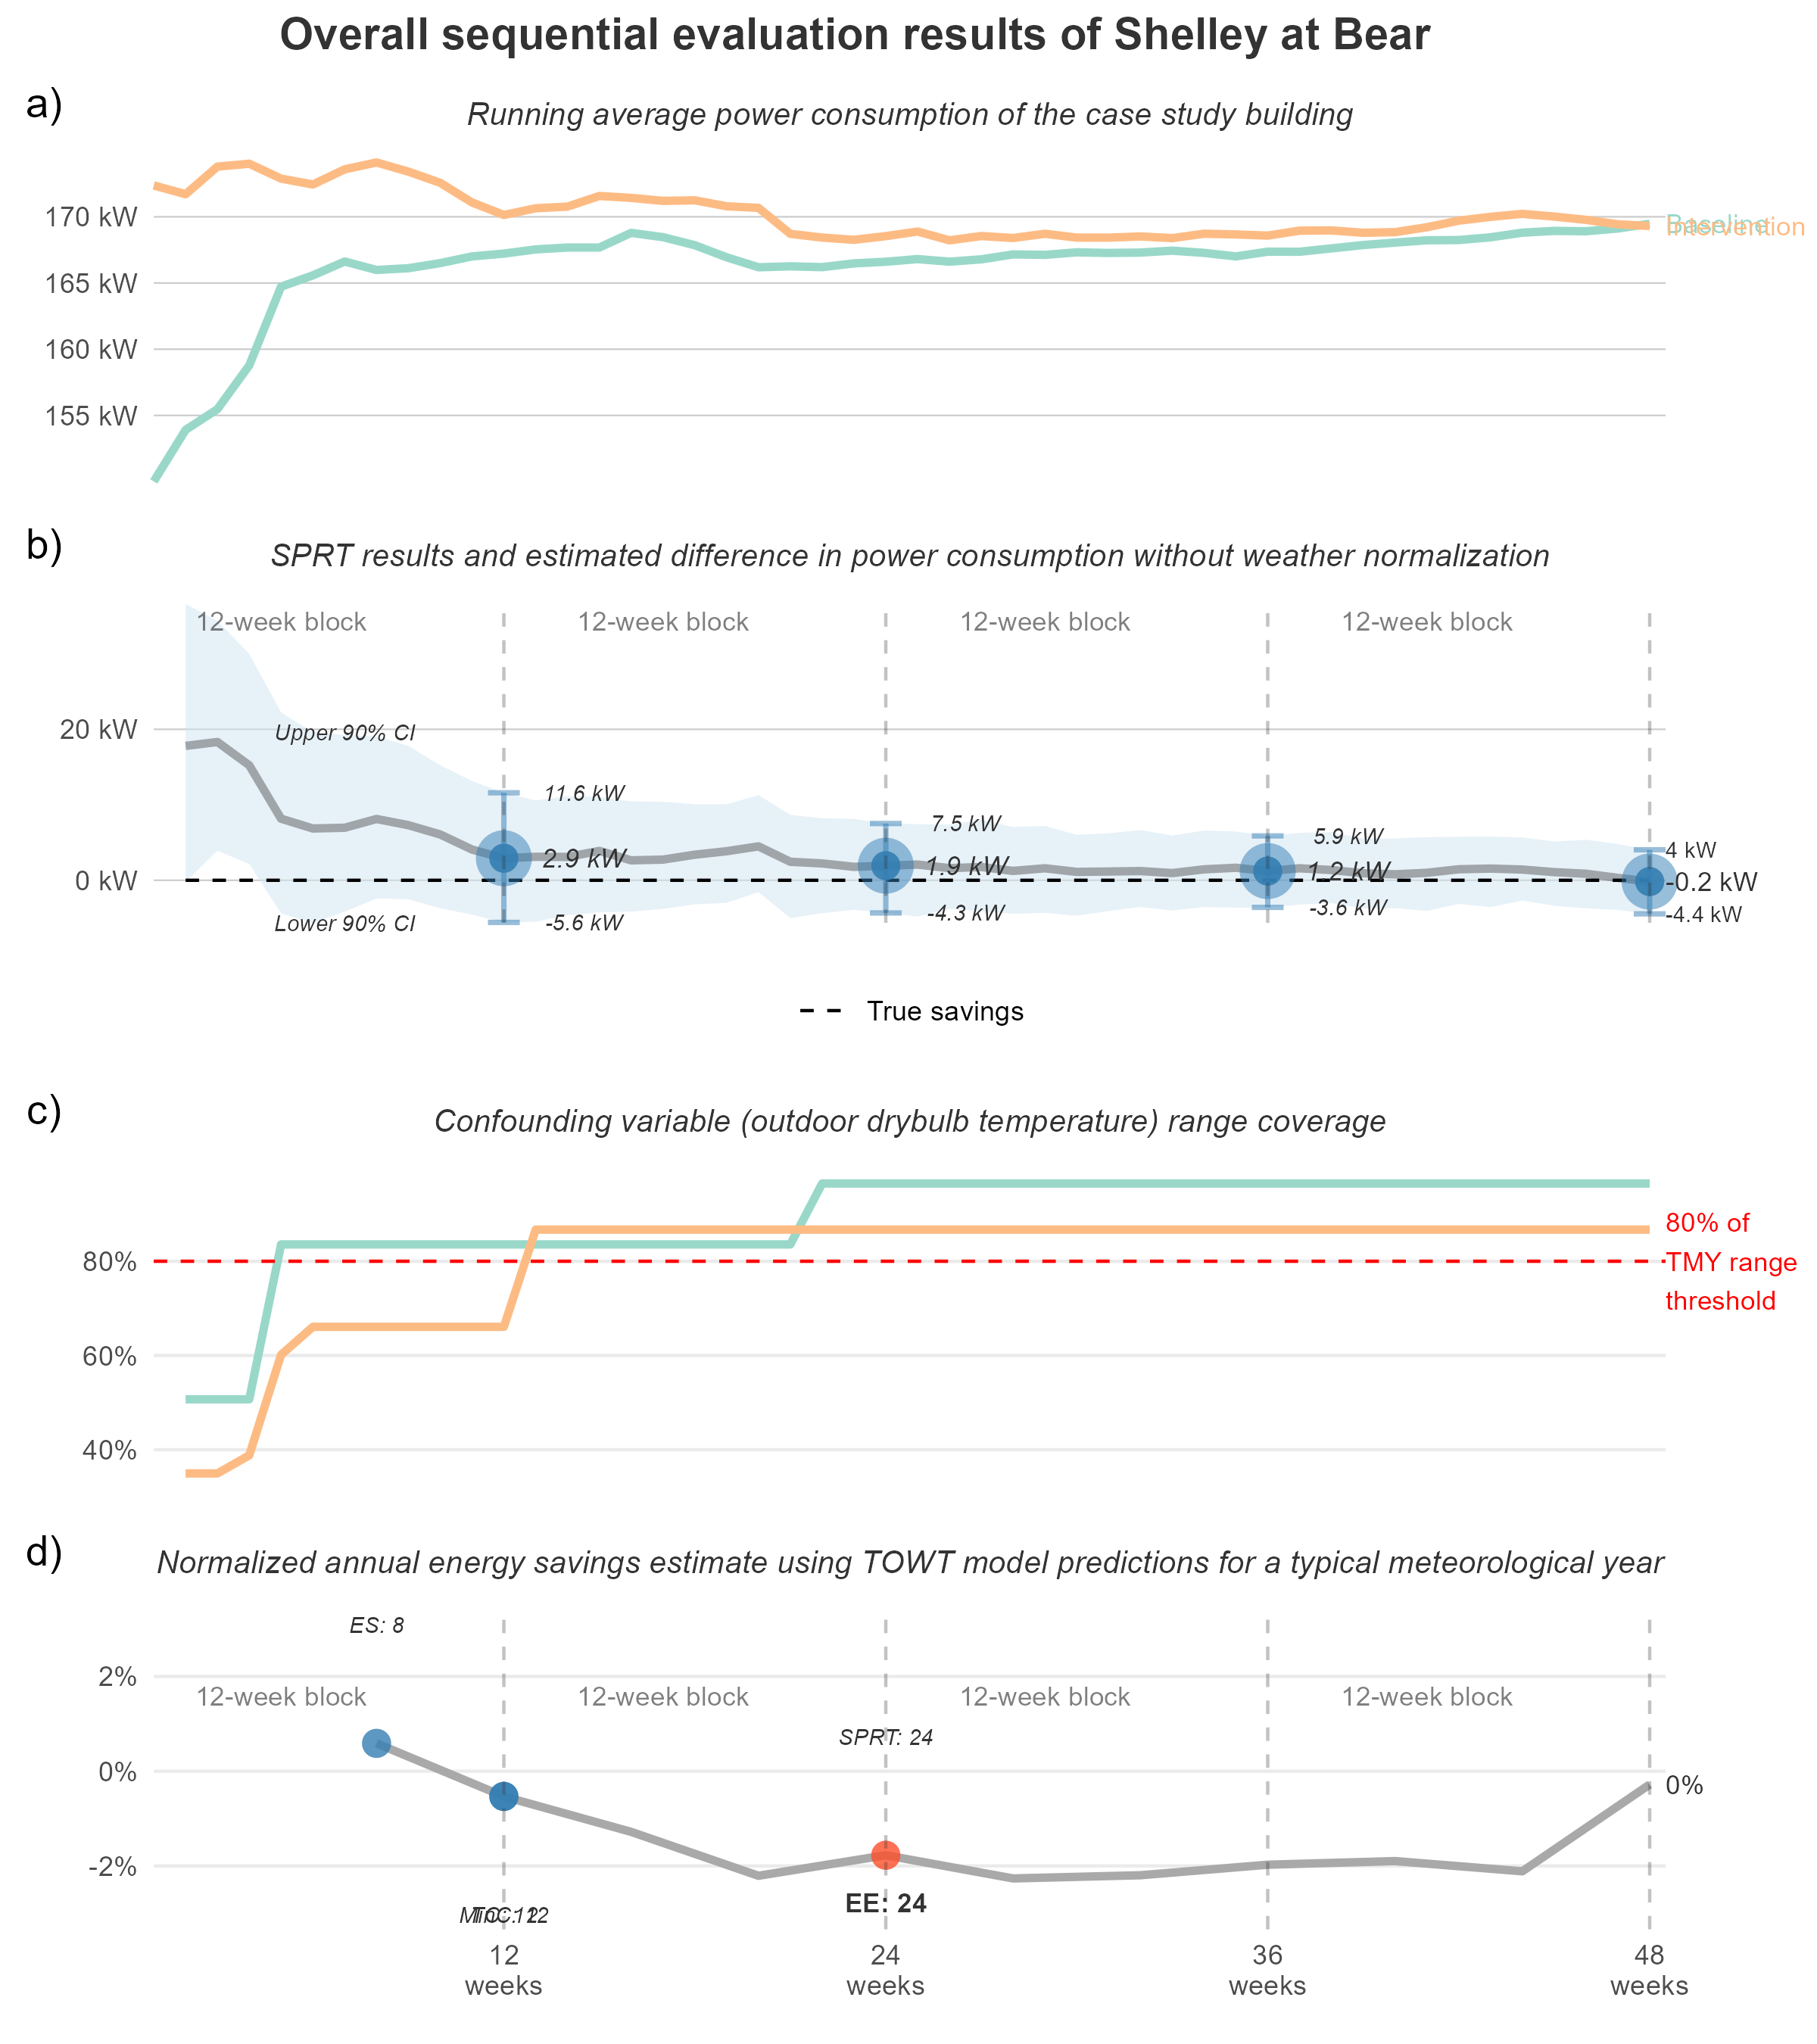 Overall sequential evaluation results of Shelley at Bear
a)
Running average power consumption of the case study building
170 kW
165 kW
160 kW
155 kW
Baseline
Intervention
b)
SPRT results and estimated difference in power consumption without weather normalization
12-week block
12-week block
12-week block
12-week block
20 kW
0 kW
Upper 90% CI
Lower 90% CI
11.6 kW
2.9 kW
-5.6 kW
7.5 kW
1.9 kW
-4.3 kW
5.9 kW
1.2 kW
-3.6 kW
4 kW
-0.2 kW
-4.4 kW
True savings
c)
Confounding variable (outdoor drybulb temperature) range coverage
80%
60%
40%
80% of
TMY range
threshold
d)
Normalized annual energy savings estimate using TOWT model predictions for a typical meteorological year
ES: 8
2%
0%
-2%
12-week block
12-week block
12-week block
12-week block
SPRT: 24
0%
EE: 24
12
weeks
24
weeks
36
weeks
48
weeks